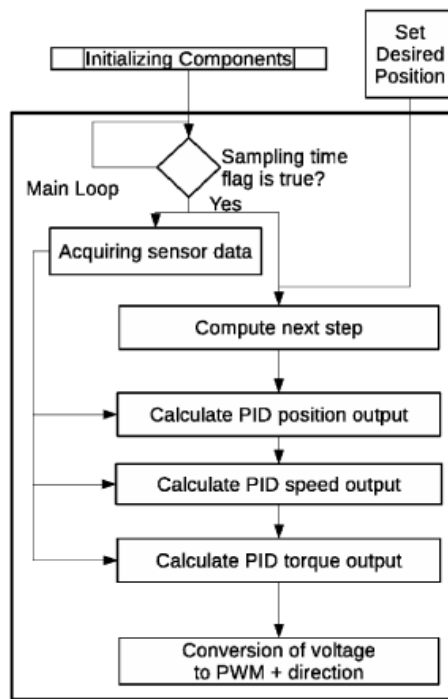 Set
Desired
Position
Initializing Components
Sampling time
flag is true?
Main Loop
Yes
Acquiring sensor data
Compute next step
Calculate PID position output
Calculate PID speed output
Calculate PID torque output
Conversion of voltage
to PWM + direction